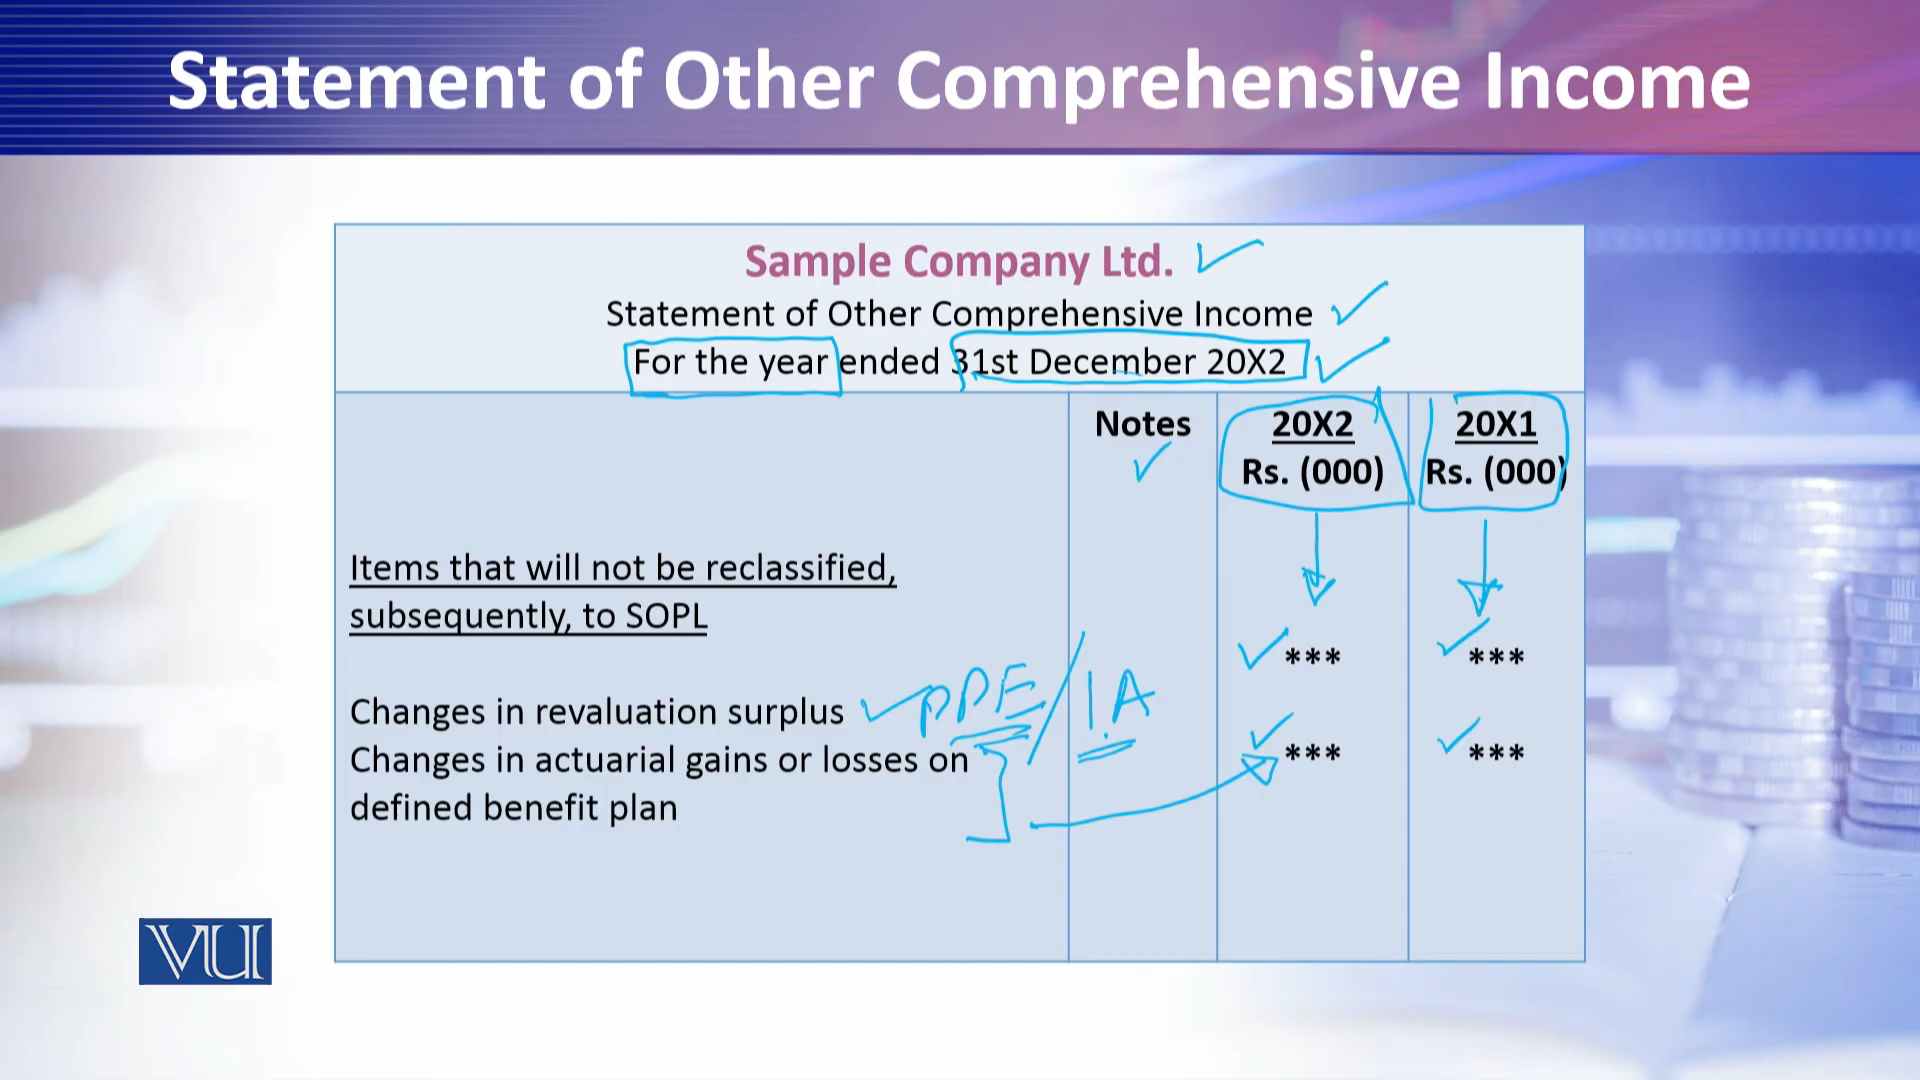 Statement of Other Comprehensive Income
Sample Company Ltd.
Statement of Other Comprehensive Income
For the year ended 31st December 20X2
Notes
20X2
Rs. (000)
20X1
Rs. (000)
Items that will not be reclassified,
subsequently, to SOPL
*** ***
Changes in revaluation surplus PPE / I.A
Changes in actuarial gains or losses on
defined benefit plan
*** ***
VU